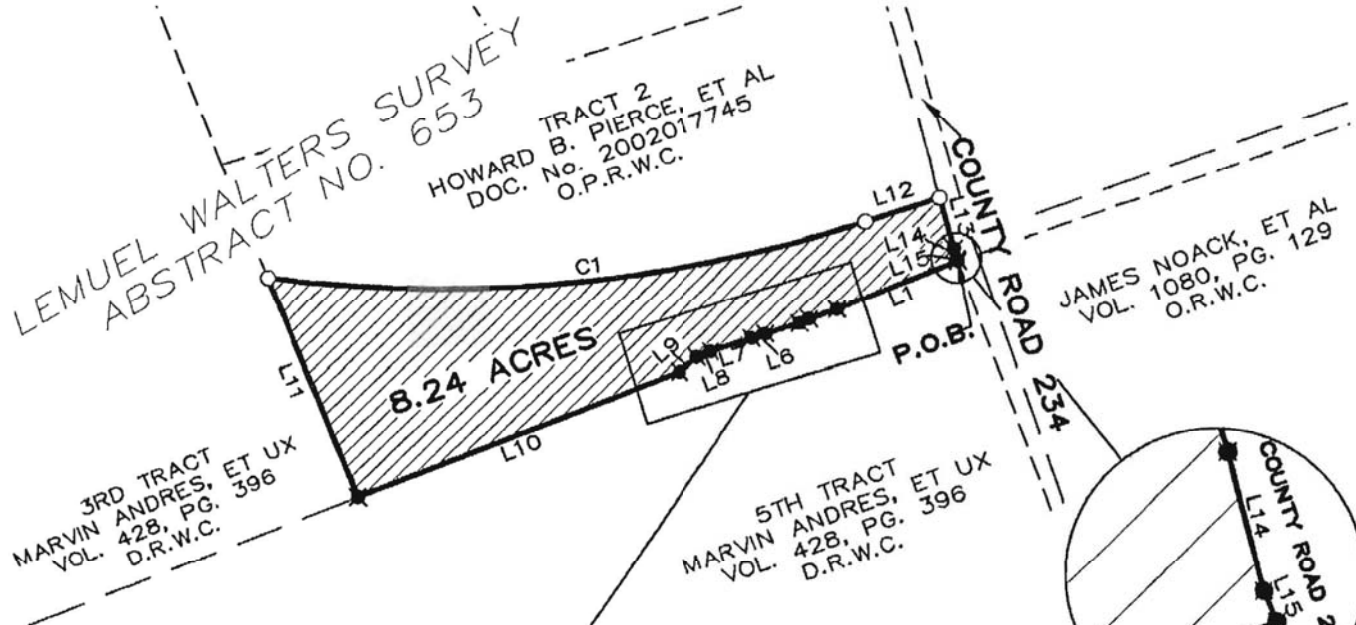 LEMUEL WALTERS SURVEY
ABSTRACT NO. 653
TRACT 2
HOWARD B. PIERCE, ET AL
DOC. No. 2002017745
O.P.R.W.C.
L12
COUNTY ROAD 234
L13
L14
L15
L1
P.O.B.
JAMES NOACK, ET AL
VOL. 1080, PG. 129
O.R.W.C.
C1
8.24 ACRES
L9
L8
L7
L6
L11
L10
3RD TRACT
MARVIN ANDRES, ET UX
VOL. 428, PG. 396
D.R.W.C.
5TH TRACT
MARVIN ANDRES, ET UX
VOL. 428, PG. 396
D.R.W.C.
COUNTY ROAD 2
L14
L15